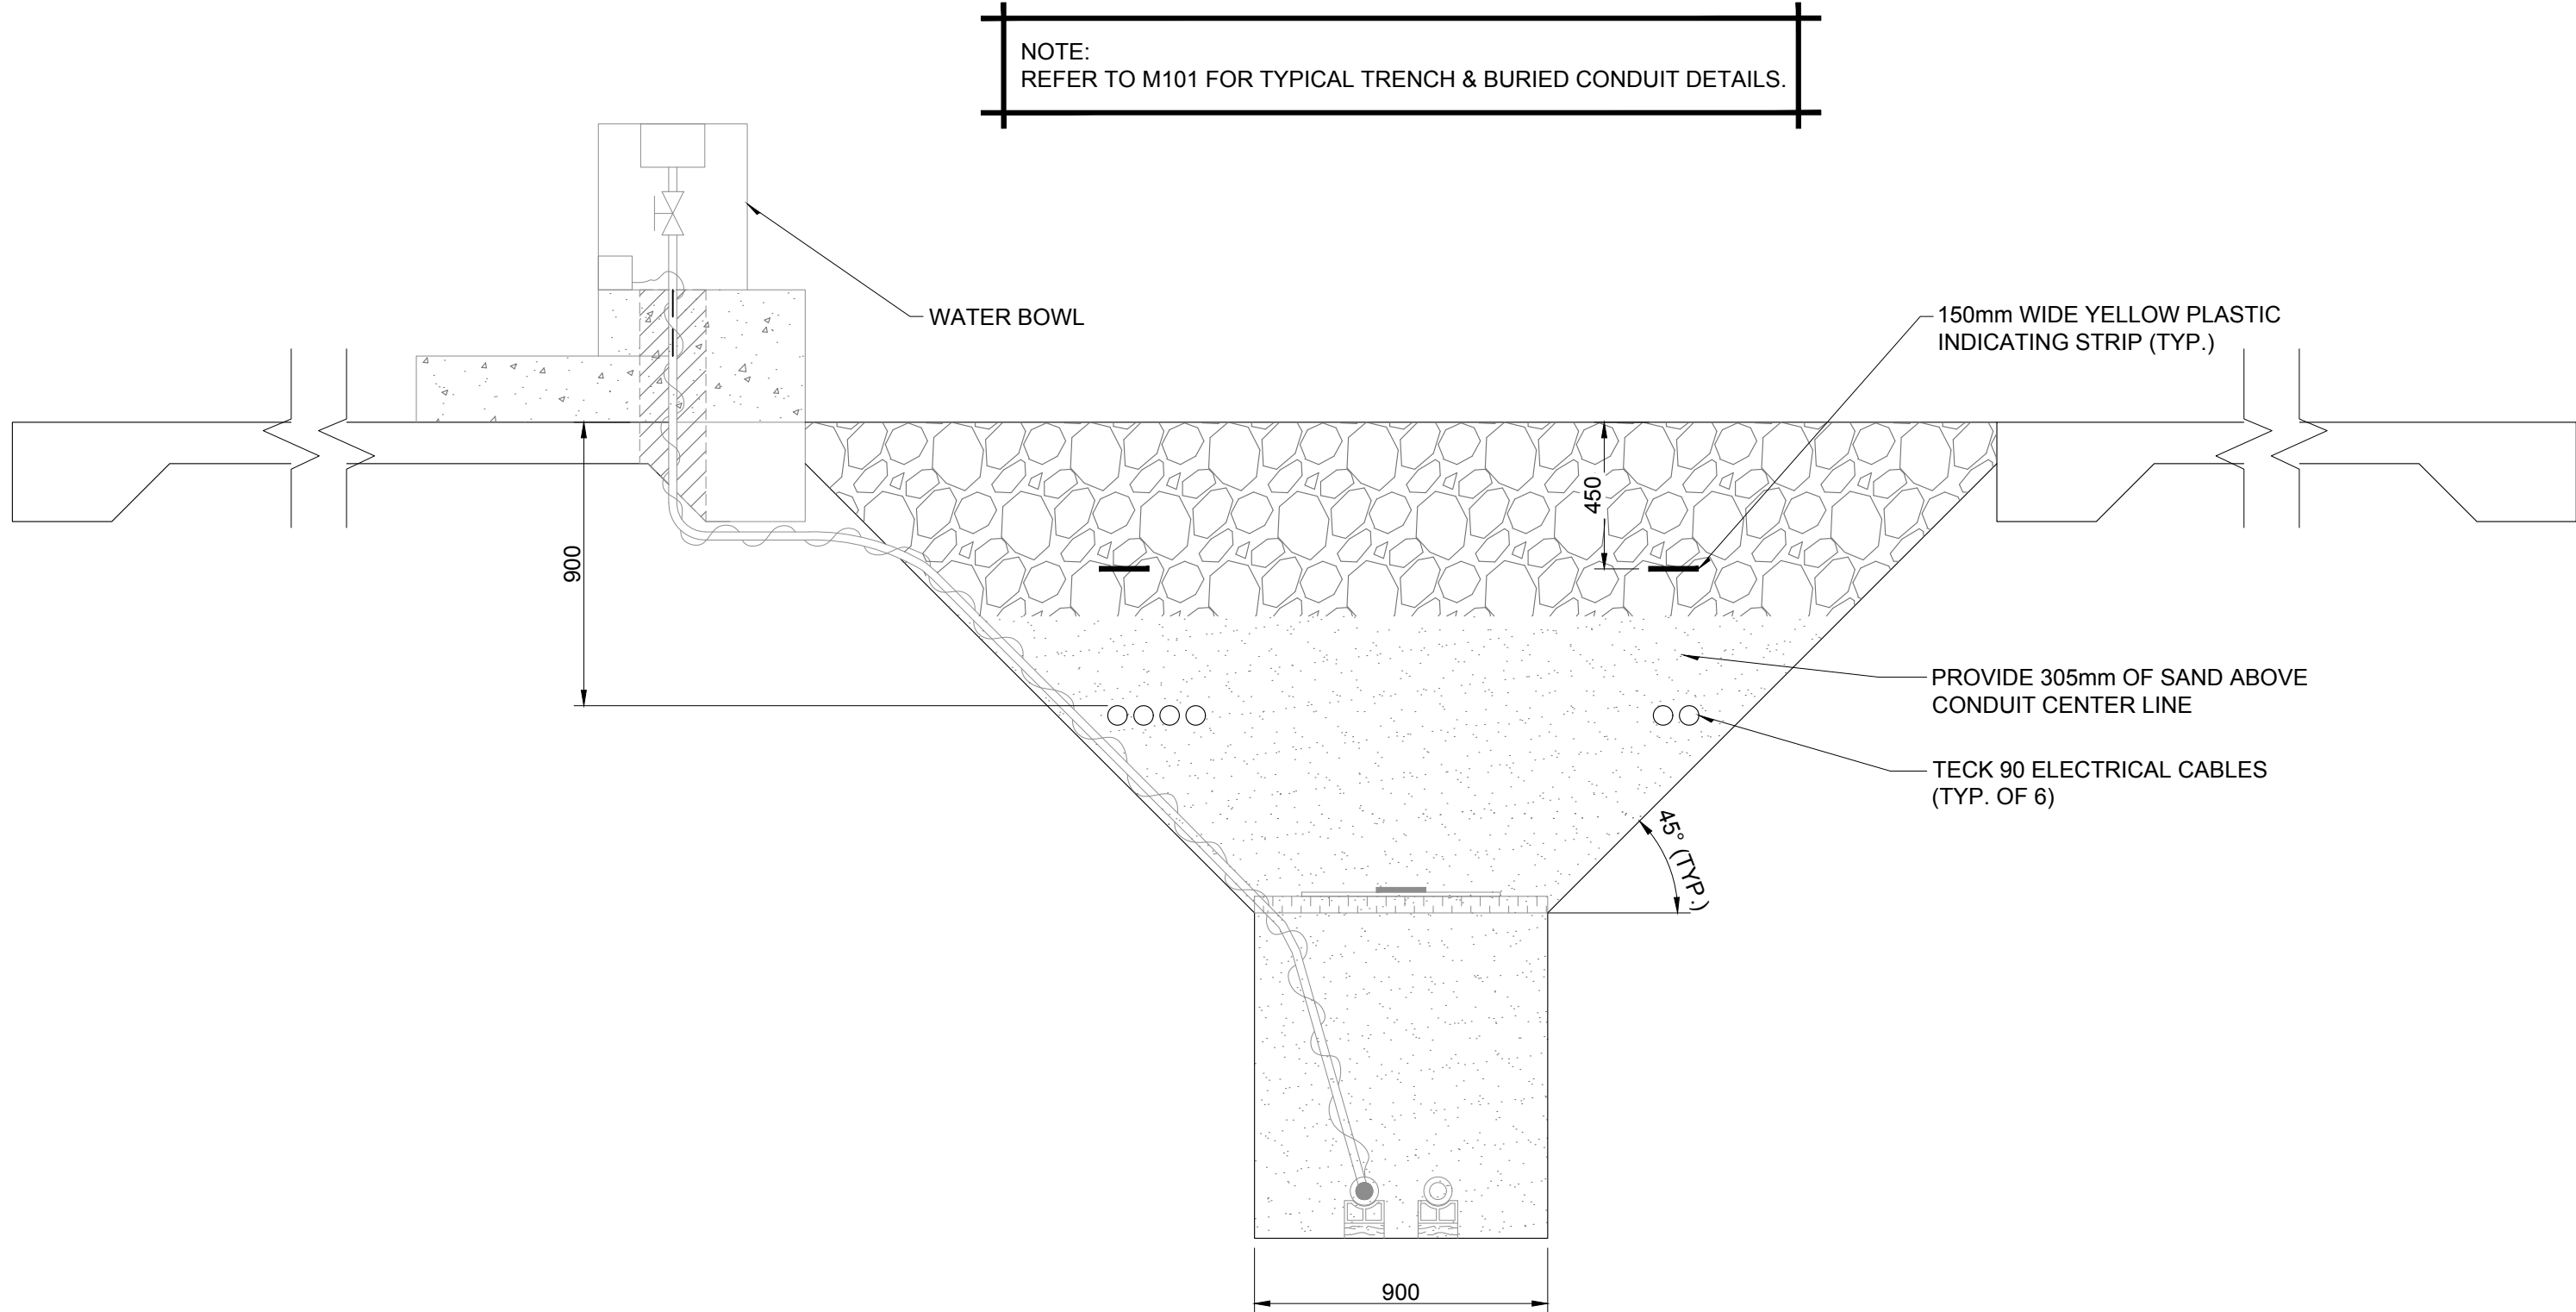 NOTE:
REFER TO M101 FOR TYPICAL TRENCH & BURIED CONDUIT DETAILS.
WATER BOWL
150mm WIDE YELLOW PLASTIC
INDICATING STRIP (TYP.)
450
900
PROVIDE 305mm OF SAND ABOVE
CONDUIT CENTER LINE
TECK 90 ELECTRICAL CABLES
(TYP. OF 6)
45° (TYP.)
900